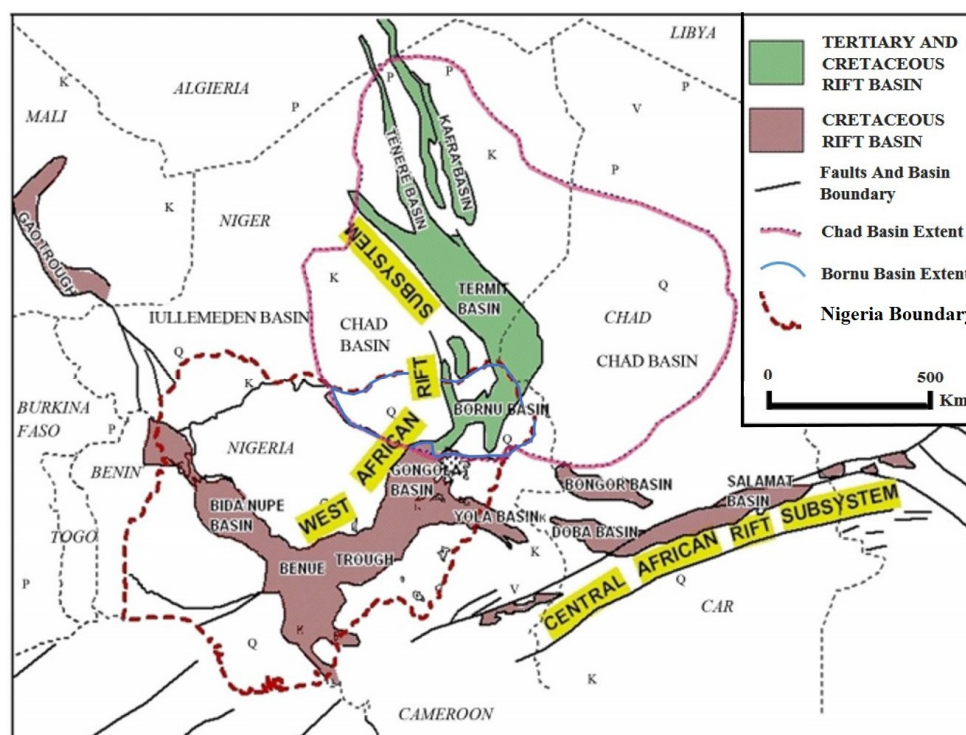 LIBYA
ALGIERIA
MALI
NIGER
CHAD
TENERE BASIN
KAFRA BASIN
GAO TROUGH
SUBSYSTEM
TERMIT
BASIN
IULLEMEDEN BASIN
CHAD
BASIN
CHAD BASIN
RIFT
BURKINA
FASO
BENIN
TOGO
NIGERIA
AFRICAN
WEST
BORNU BASIN
GONGOLA
BASIN
BIDA NUPE
BASIN
YOLA BASIN
BENUE
TROUGH
BONGOR BASIN
DOBA BASIN
SALAMAT
BASIN
CENTRAL AFRICAN RIFT SUBSYSTEM
CAR
CAMEROON
K
P
K
P
P
K
V
P
P
K
K
Q
Q
K
Q
Q
P
K
K
V
Q
P
Q
K
K
TERTIARY AND
CRETACEOUS
RIFT BASIN
CRETACEOUS
RIFT BASIN
Faults And Basin
Boundary
Chad Basin Extent
Bornu Basin Extent
Nigeria Boundary
0
500
Km